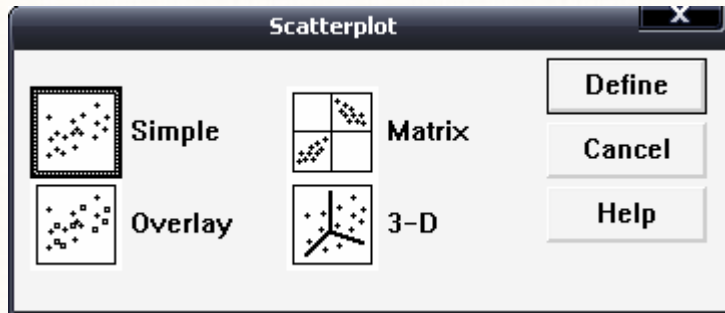 Scatterplot
X
Simple
Matrix
Define
Cancel
Overlay
3-D
Help